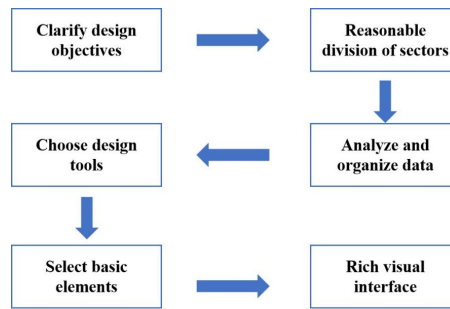 Clarify design
objectives
Reasonable
division of sectors
Analyze and
organize data
Choose design
tools
Select basic
elements
Rich visual
interface